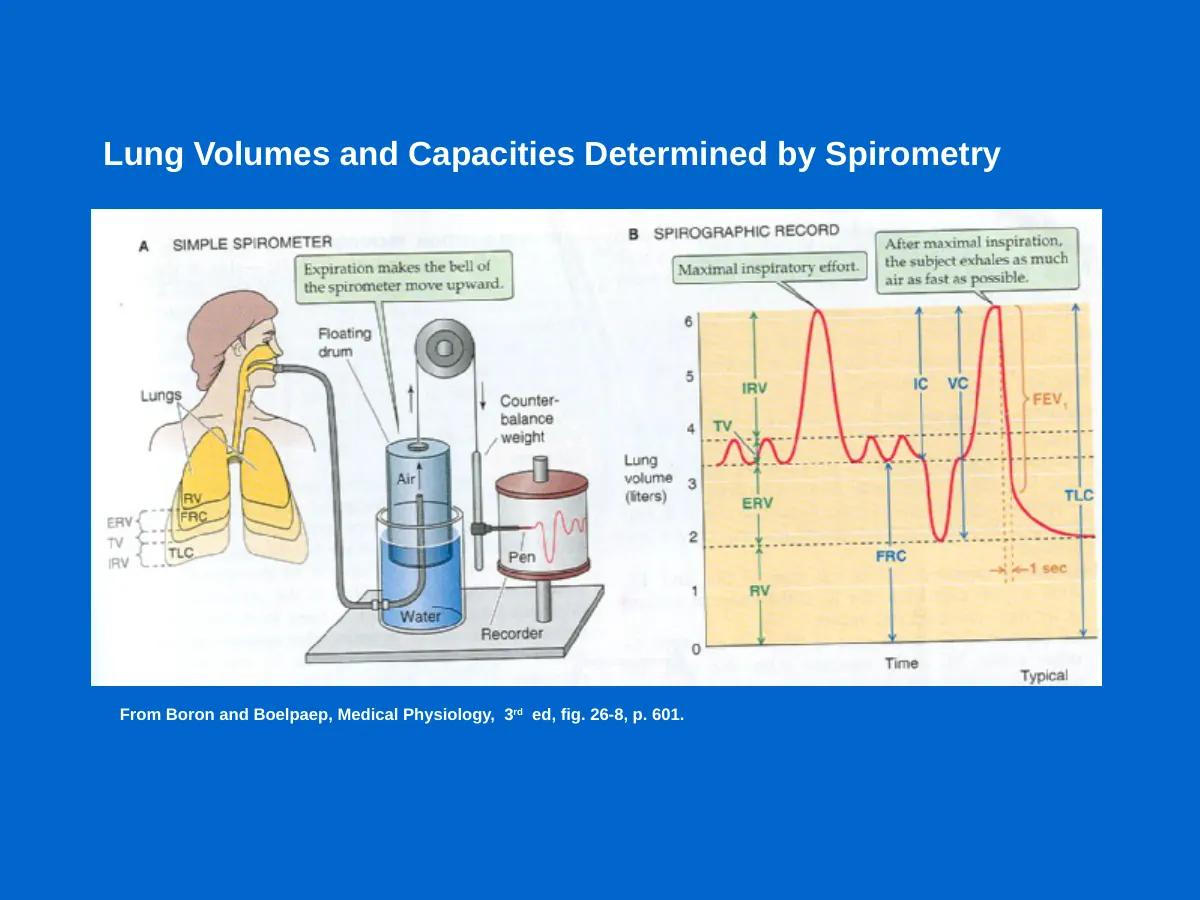 Lung Volumes and Capacities Determined by Spirometry
A SIMPLE SPIROMETER
Expiration makes the bell of
the spirometer move upward.
Floating
drum
Lungs
Counter-
balance
weight
Air
RV
FRC
ERV
TV
TLC
IRV
Pen
Water
Recorder
B SPIROGRAPHIC RECORD
Maximal inspiratory effort.
After maximal inspiration,
the subject exhales as much
air as fast as possible.
6
5
4
3
2
1
0
Lung
volume
(liters)
IRV
TV
ERV
RV
IC
VC
FRC
FEV₁
TLC
1 sec
Time
Typical
From Boron and Boelpaep, Medical Physiology, 3rd ed, fig. 26-8, p. 601.